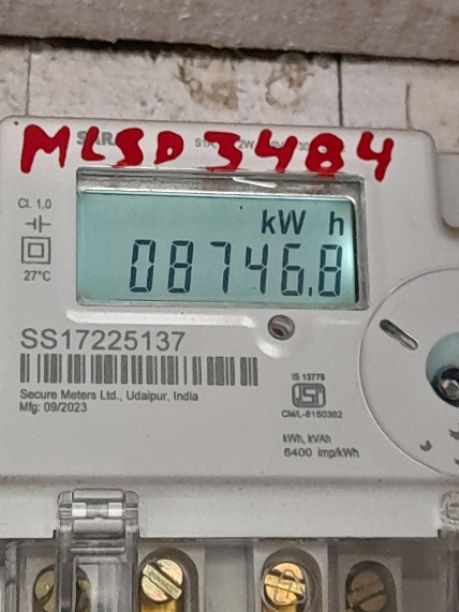 MLSD 3484
Cl. 1.0
27°C
kW h
08746.8
SS17225137
Secure Meters Ltd., Udaipur, India
Mfg: 09/2023
IS 13779
CM/L-8150362
kWh, kVAh
6400 imp/kWh